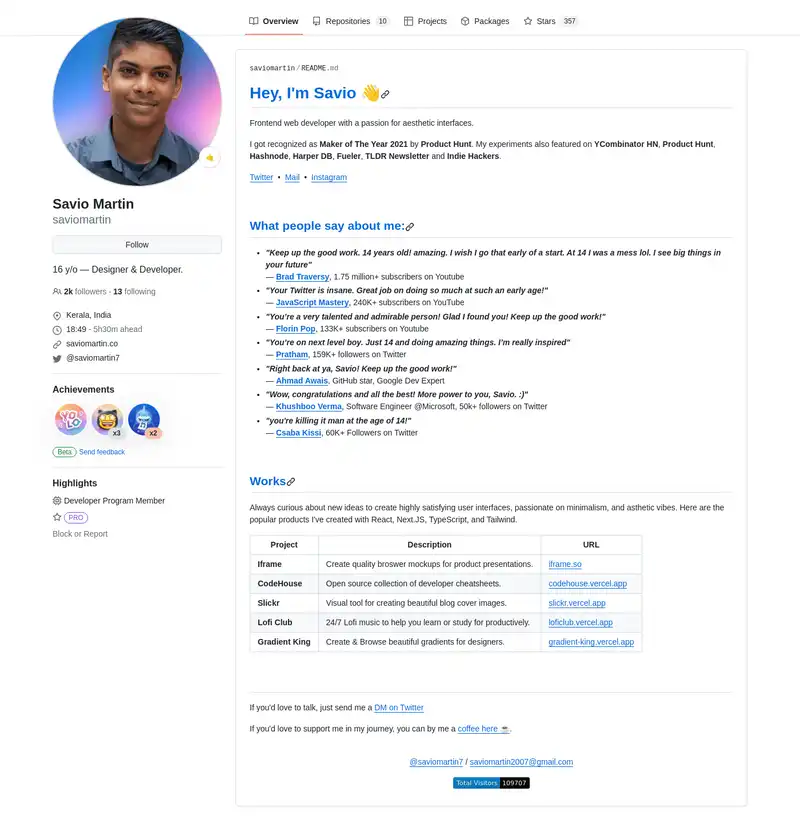 Overview
Repositories 10
Projects
Packages
Stars 357
saviomartin/README.md
Hey, I'm Savio 👋
Frontend web developer with a passion for aesthetic interfaces.
I got recognized as Maker of The Year 2021 by Product Hunt. My experiments also featured on YCombinator HN, Product Hunt,
Hashnode, Harper DB, Fueler, TLDR Newsletter and Indie Hackers.
Twitter • Mail • Instagram
Savio Martin
saviomartin
Follow
16 y/o — Designer & Developer.
2k followers · 13 following
Kerala, India
18:49 - 5h30m ahead
saviomartin.co
@saviomartin7
Achievements
YOLO
x3
x2
Beta Send feedback
Highlights
Developer Program Member
PRO
Block or Report
What people say about me:
• "Keep up the good work. 14 years old! amazing. I wish I go that early of a start. At 14 I was a mess lol. I see big things in
your future"
— Brad Traversy, 1.75 million+ subscribers on Youtube
• "Your Twitter is insane. Great job on doing so much at such an early age!"
— JavaScript Mastery, 240K+ subscribers on YouTube
• "You're a very talented and admirable person! Glad I found you! Keep up the good work!"
— Florin Pop, 133K+ subscribers on Youtube
• "You're on next level boy. Just 14 and doing amazing things. I'm really inspired"
— Pratham, 159K+ followers on Twitter
• "Right back at ya, Savio! Keep up the good work!"
— Ahmad Awais, GitHub star, Google Dev Expert
• "Wow, congratulations and all the best! More power to you, Savio. :)"
— Khushboo Verma, Software Engineer @Microsoft, 50k+ followers on Twitter
• "you're killing it man at the age of 14!"
— Csaba Kissi, 60K+ Followers on Twitter
Works
Always curious about new ideas to create highly satisfying user interfaces, passionate on minimalism, and asthetic vibes. Here are the
popular products I've created with React, Next.JS, TypeScript, and Tailwind.
Project Description URL
Iframe Create quality broswer mockups for product presentations. iframe.so
CodeHouse Open source collection of developer cheatsheets. codehouse.vercel.app
Slickr Visual tool for creating beautiful blog cover images. slickr.vercel.app
Lofi Club 24/7 Lofi music to help you learn or study for productively. loficlub.vercel.app
Gradient King Create & Browse beautiful gradients for designers. gradient-king.vercel.app
If you'd love to talk, just send me a DM on Twitter
If you'd love to support me in my journey, you can by me a coffee here ☕.
@saviomartin7 / saviomartin2007@gmail.com
Total Visitors 109707